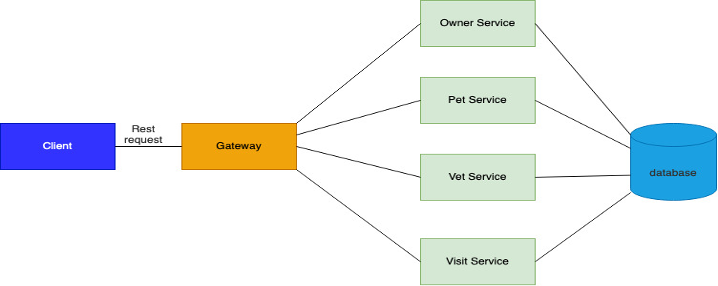 Owner Service
Pet Service
Rest
request
Client
Gateway
database
Vet Service
Visit Service